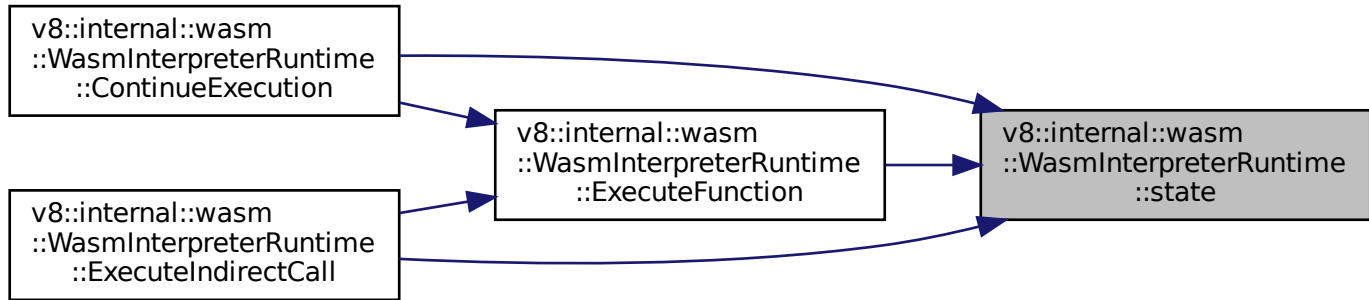 v8::internal::wasm
::WasmInterpreterRuntime
::ContinueExecution
v8::internal::wasm
::WasmInterpreterRuntime
::ExecuteFunction
v8::internal::wasm
::WasmInterpreterRuntime
::state
v8::internal::wasm
::WasmInterpreterRuntime
::ExecuteIndirectCall